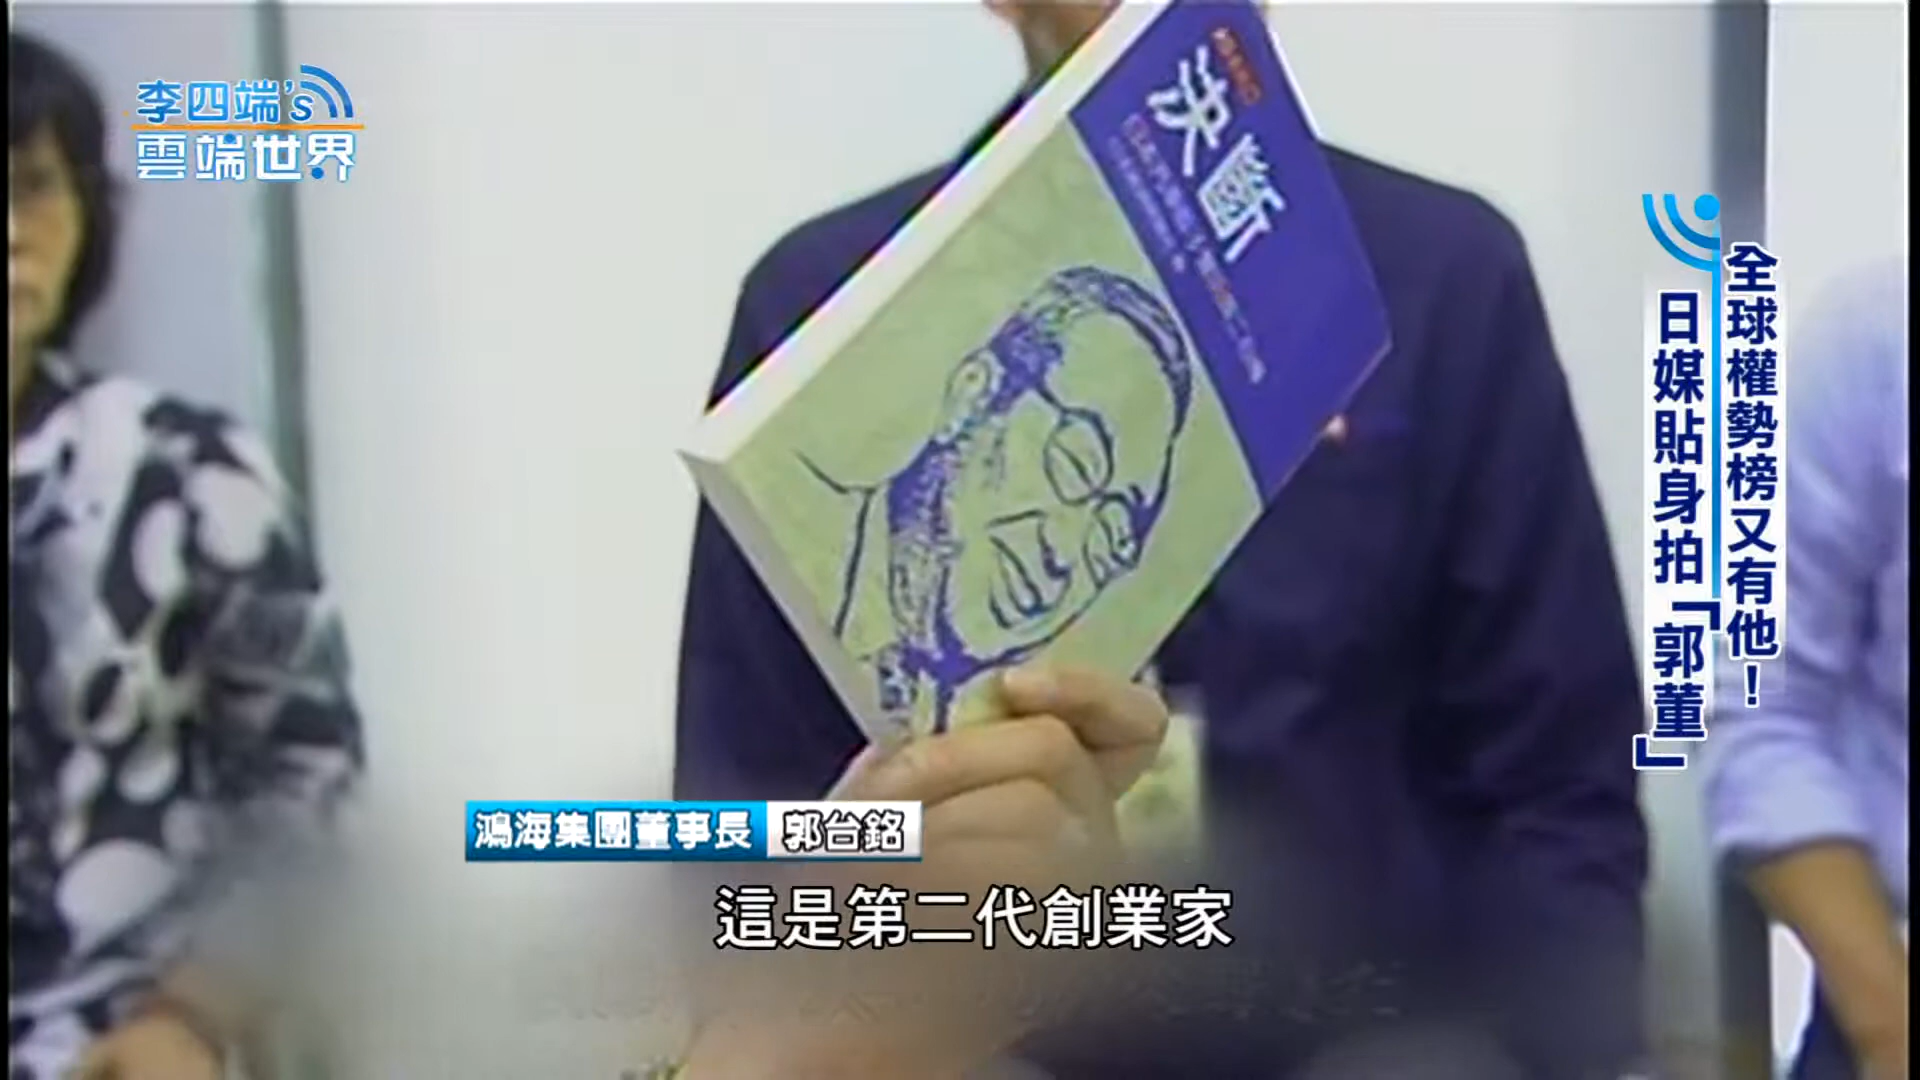 李四端's
雲端世界
決斷
全球權勢榜又有他！
日媒貼身拍「郭董」
鴻海集團董事長 郭台銘
這是第二代創業家